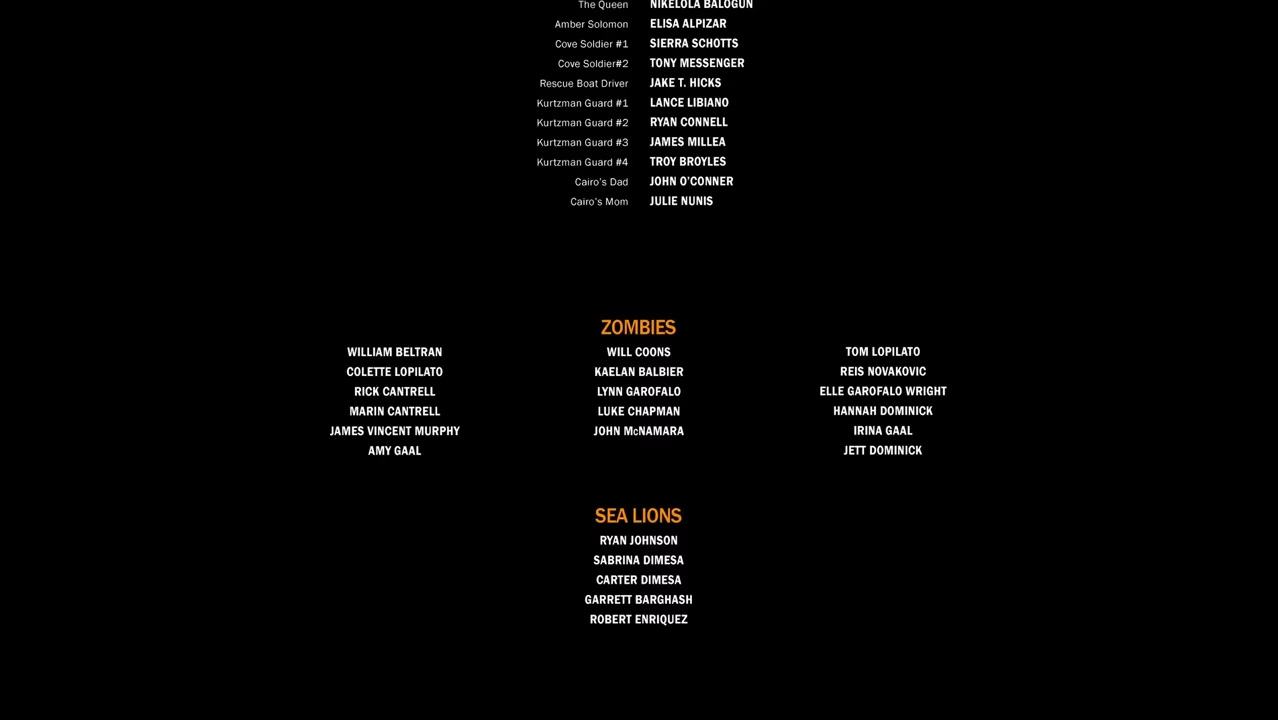 The Queen NIKELOLA BALOGUN
Amber Solomon ELISA ALPIZAR
Cove Soldier #1 SIERRA SCHOTTS
Cove Soldier#2 TONY MESSENGER
Rescue Boat Driver JAKE T. HICKS
Kurtzman Guard #1 LANCE LIBIANO
Kurtzman Guard #2 RYAN CONNELL
Kurtzman Guard #3 JAMES MILLEA
Kurtzman Guard #4 TROY BROYLES
Cairo's Dad JOHN O'CONNER
Cairo's Mom JULIE NUNIS
ZOMBIES
WILLIAM BELTRAN WILL COONS TOM LOPILATO
COLETTE LOPILATO KAELAN BALBIER REIS NOVAKOVIC
RICK CANTRELL LYNN GAROFALO ELLE GAROFALO WRIGHT
MARIN CANTRELL LUKE CHAPMAN HANNAH DOMINICK
JAMES VINCENT MURPHY JOHN McNAMARA IRINA GAAL
AMY GAAL JETT DOMINICK
SEA LIONS
RYAN JOHNSON
SABRINA DIMESA
CARTER DIMESA
GARRETT BARGHASH
ROBERT ENRIQUEZ